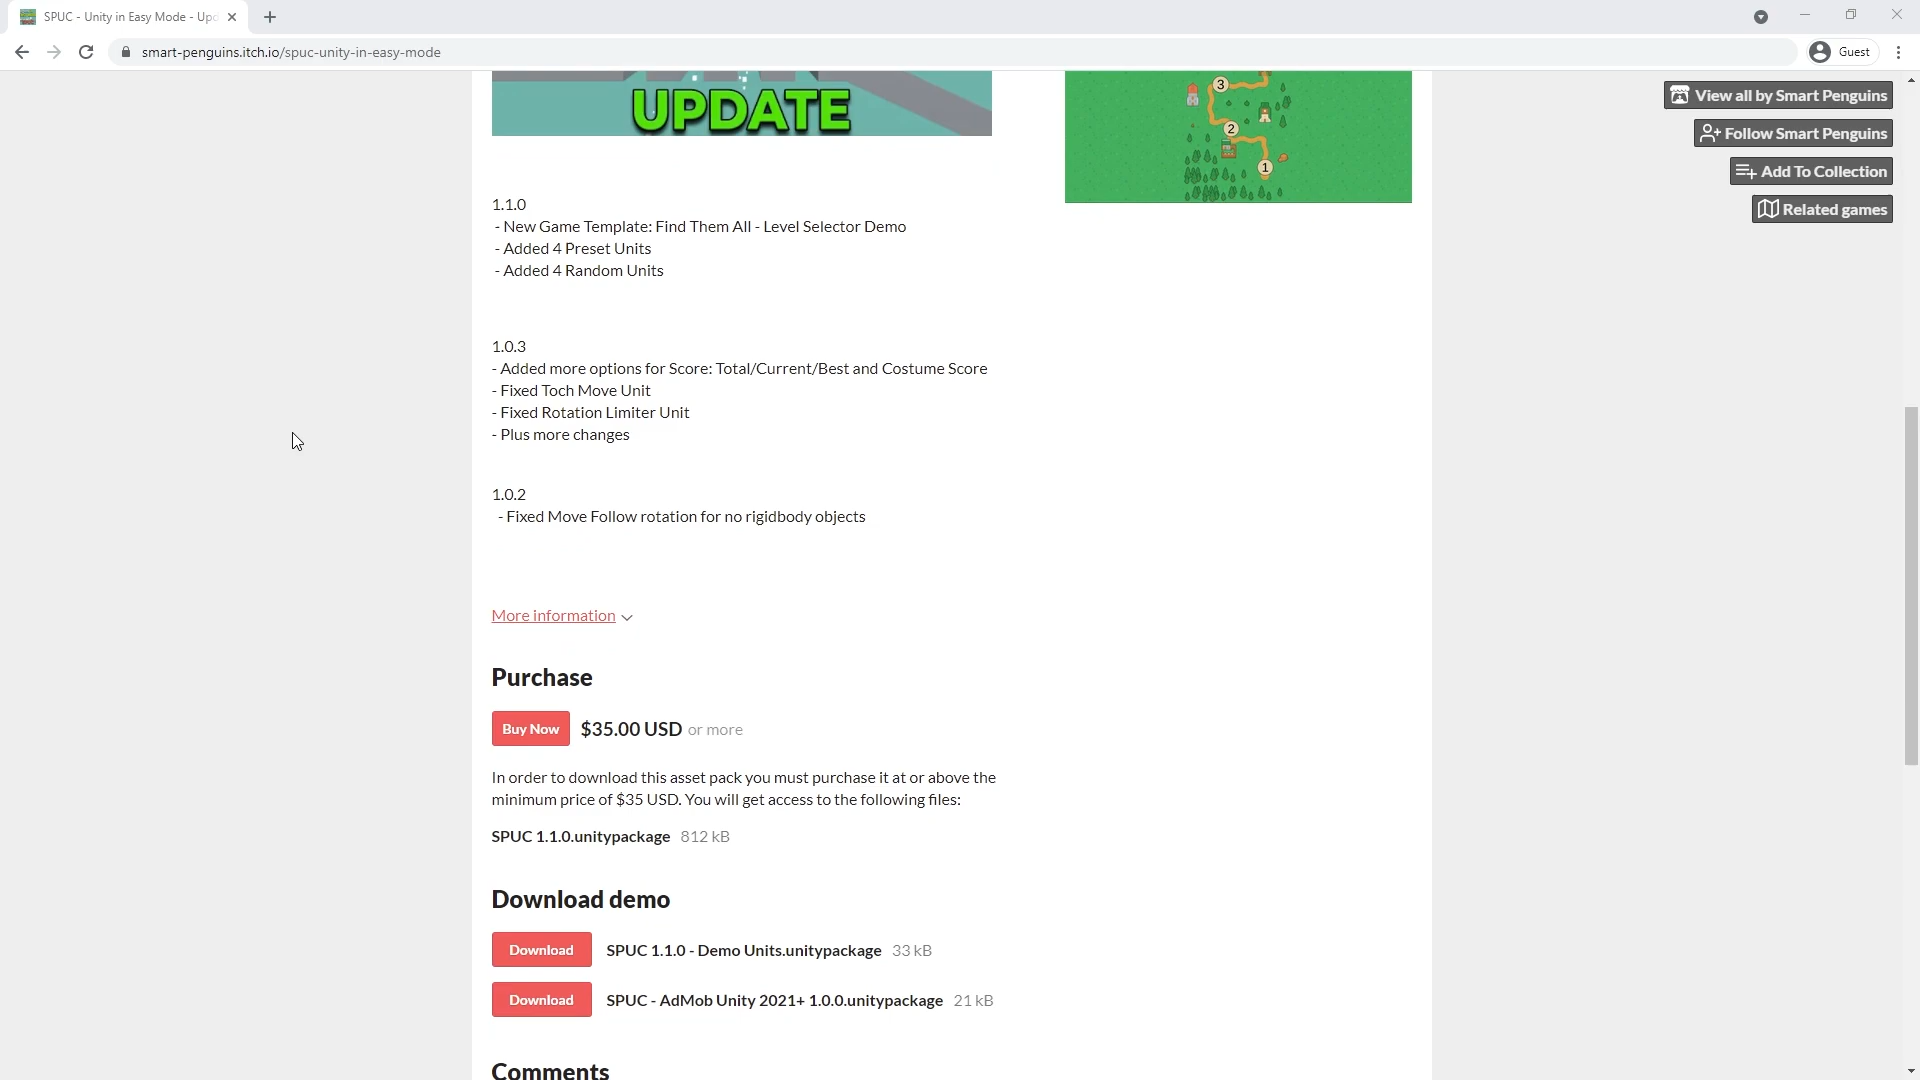 SPUC - Unity in Easy Mode - Upd
smart-penguins.itch.io/spuc-unity-in-easy-mode
Guest
View all by Smart Penguins
Follow Smart Penguins
Add To Collection
Related games
UPDATE
3
2
1
1.1.0
- New Game Template: Find Them All - Level Selector Demo
- Added 4 Preset Units
- Added 4 Random Units
1.0.3
- Added more options for Score: Total/Current/Best and Costume Score
- Fixed Toch Move Unit
- Fixed Rotation Limiter Unit
- Plus more changes
1.0.2
- Fixed Move Follow rotation for no rigidbody objects
More information
Purchase
Buy Now $35.00 USD or more
In order to download this asset pack you must purchase it at or above the
minimum price of $35 USD. You will get access to the following files:
SPUC 1.1.0.unitypackage 812 kB
Download demo
Download SPUC 1.1.0 - Demo Units.unitypackage 33 kB
Download SPUC - AdMob Unity 2021+ 1.0.0.unitypackage 21 kB
Comments